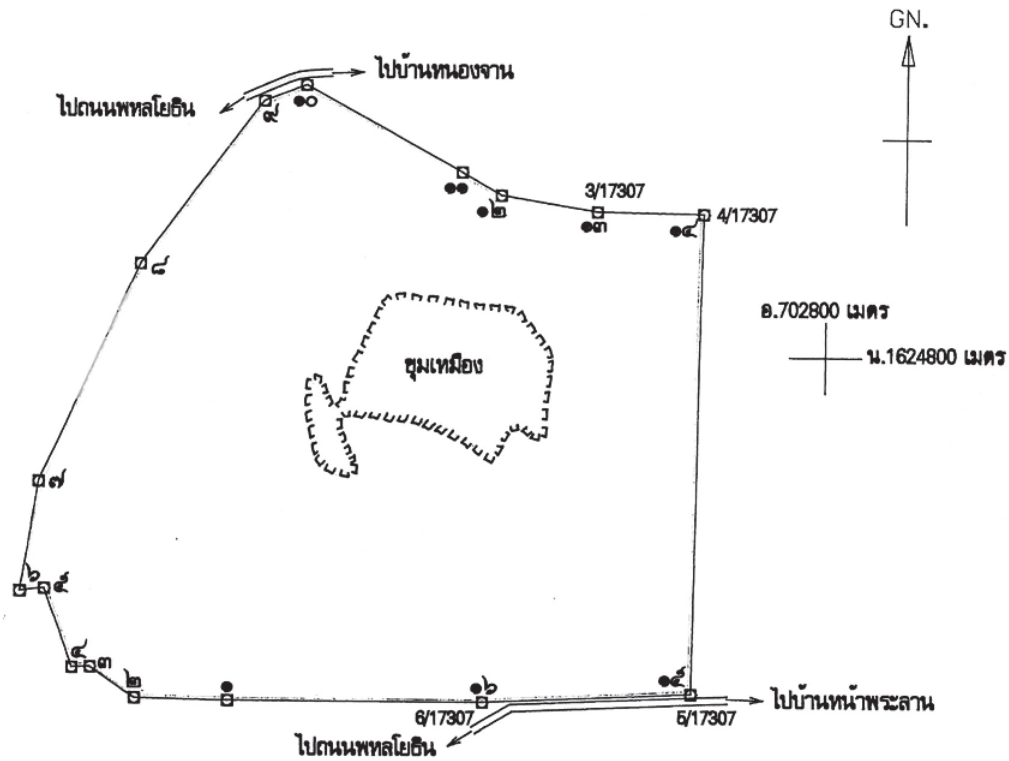 GN.
ไปบ้านหนองจาน
ไปถนนพหลโยธิน
๙
๑๐
๑๑
๑๒
3/17307
๑๓
4/17307
๑๔
๘
อ.702800 เมตร
น.1624800 เมตร
ขุมเหมือง
๗
๖
๕
๔
๓
๒
๑
๑๖
๑๕
6/17307
5/17307
ไปบ้านหน้าพระลาน
ไปถนนพหลโยธิน